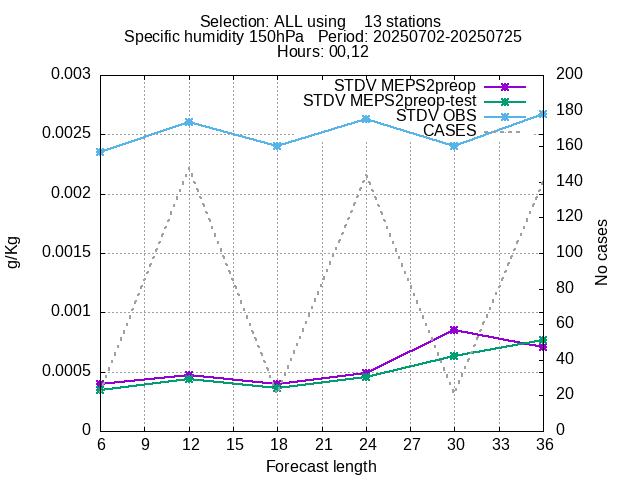 Selection: ALL using    13 stations
Specific humidity 150hPa   Period: 20250702-20250725
Hours: 00,12
STDV MEPS2preop
STDV MEPS2preop-test
STDV OBS
CASES
0.003
0.0025
0.002
0.0015
0.001
0.0005
0
200
180
160
140
120
100
80
60
40
20
0
g/Kg
No cases
6 9 12 15 18 21 24 27 30 33 36
Forecast length